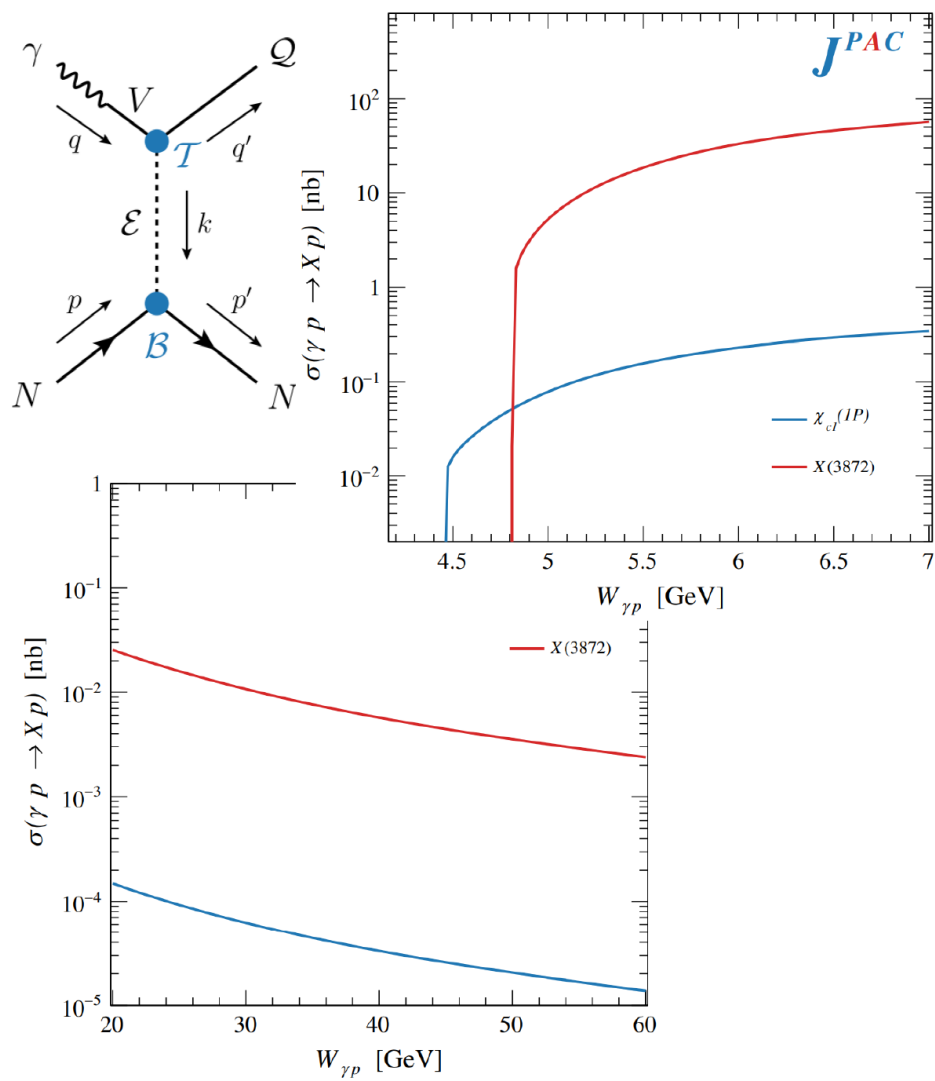 γ
V
Q
q
T
q′
E
k
p
p′
B
N
N
J^PAC
σ(γ p → X p) [nb]
10²
10
1
10⁻¹
10⁻²
χ_c1(1P)
X(3872)
4.5 5 5.5 6 6.5 7
W_γp [GeV]
σ(γ p → X p) [nb]
1
10⁻¹
10⁻²
10⁻³
10⁻⁴
10⁻⁵
X(3872)
20 30 40 50 60
W_γp [GeV]